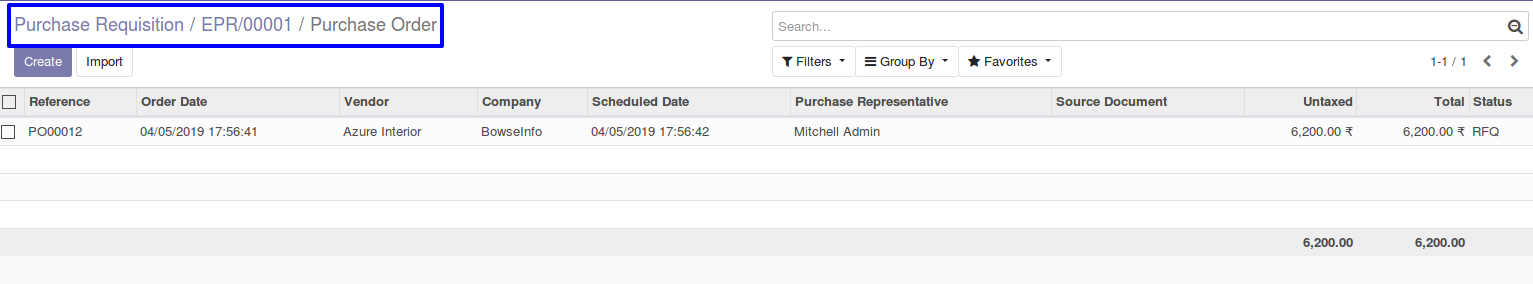 Purchase Requisition / EPR/00001 / Purchase Order
Search...
Create Import
Filters Group By Favorites 1-1 / 1
Reference Order Date Vendor Company Scheduled Date Purchase Representative Source Document Untaxed Total Status
PO00012 04/05/2019 17:56:41 Azure Interior BowseInfo 04/05/2019 17:56:42 Mitchell Admin 6,200.00 ₹ 6,200.00 ₹ RFQ
6,200.00 6,200.00